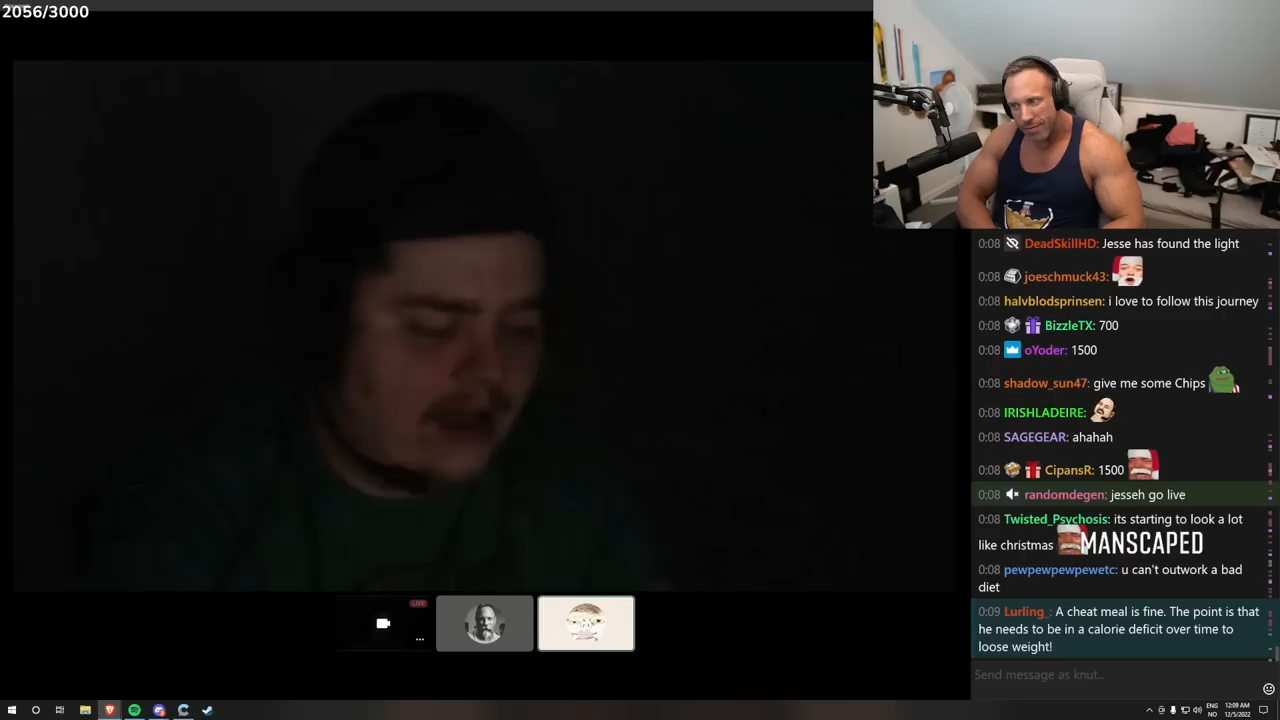 2056/3000
0:08 DeadSkillHD: Jesse has found the light
0:08 joeschmuck43:
0:08 halvblodsprinsen: i love to follow this journey
0:08 BizzleTX: 700
0:08 oYoder: 1500
0:08 shadow_sun47: give me some Chips
0:08 IRISHLADEIRE:
0:08 SAGEGEAR: ahahah
0:08 CipansR: 1500
0:08 randomdegen: jesseh go live
0:08 Twisted_Psychosis: its starting to look a lot
like christmas
MANSCAPED
0:08 pewpewpewpewetc: u can't outwork a bad
diet
0:09 Lurling_: A cheat meal is fine. The point is that
he needs to be in a calorie deficit over time to
loose weight!
LIVE
...
Send message as knut...
ENG
NO
12:09 AM
12/5/2022